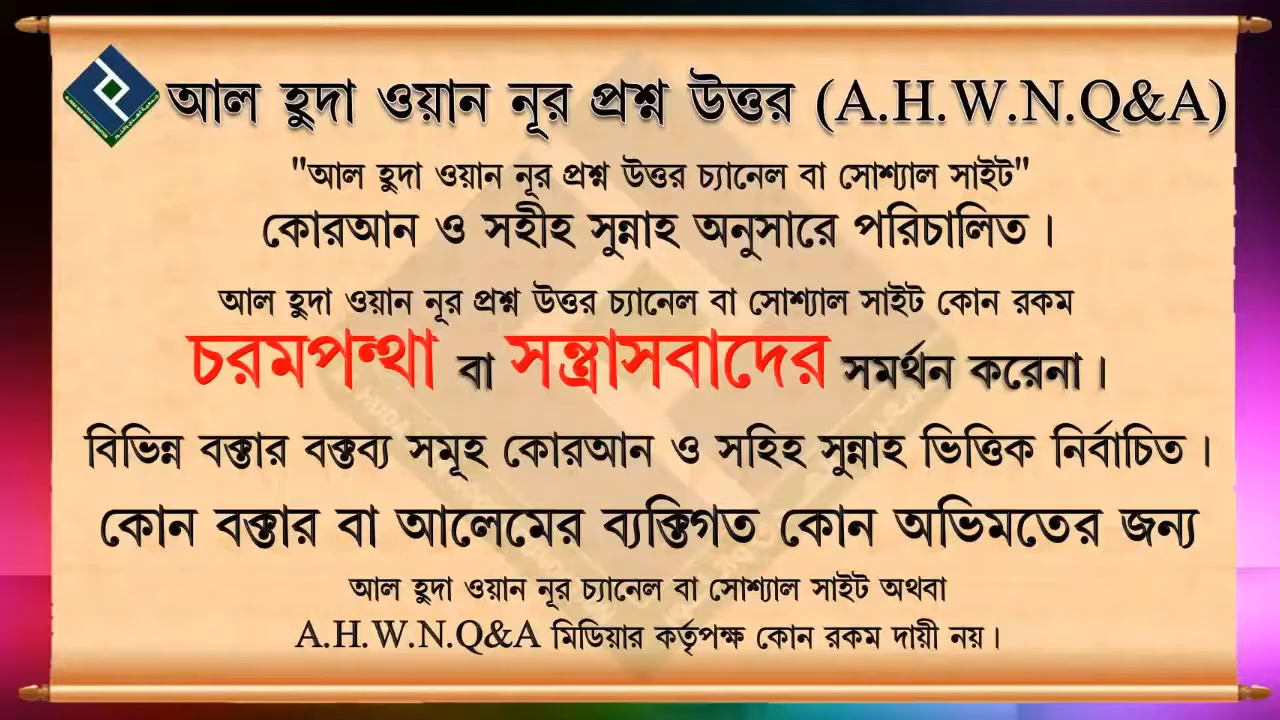 আল হুদা ওয়ান নূর প্রশ্ন উত্তর (A.H.W.N.Q&A)
"আল হুদা ওয়ান নূর প্রশ্ন উত্তর চ্যানেল বা সোশ্যাল সাইট"
কোরআন ও সহীহ সুন্নাহ অনুসারে পরিচালিত।
আল হুদা ওয়ান নূর প্রশ্ন উত্তর চ্যানেল বা সোশ্যাল সাইট কোন রকম
চরমপন্থা বা সন্ত্রাসবাদের সমর্থন করেনা।
বিভিন্ন বক্তার বক্তব্য সমূহ কোরআন ও সহিহ সুন্নাহ ভিত্তিক নির্বাচিত।
কোন বক্তার বা আলেমের ব্যক্তিগত কোন অভিমতের জন্য
আল হুদা ওয়ান নূর চ্যানেল বা সোশ্যাল সাইট অথবা
A.H.W.N.Q&A মিডিয়ার কর্তৃপক্ষ কোন রকম দায়ী নয়।